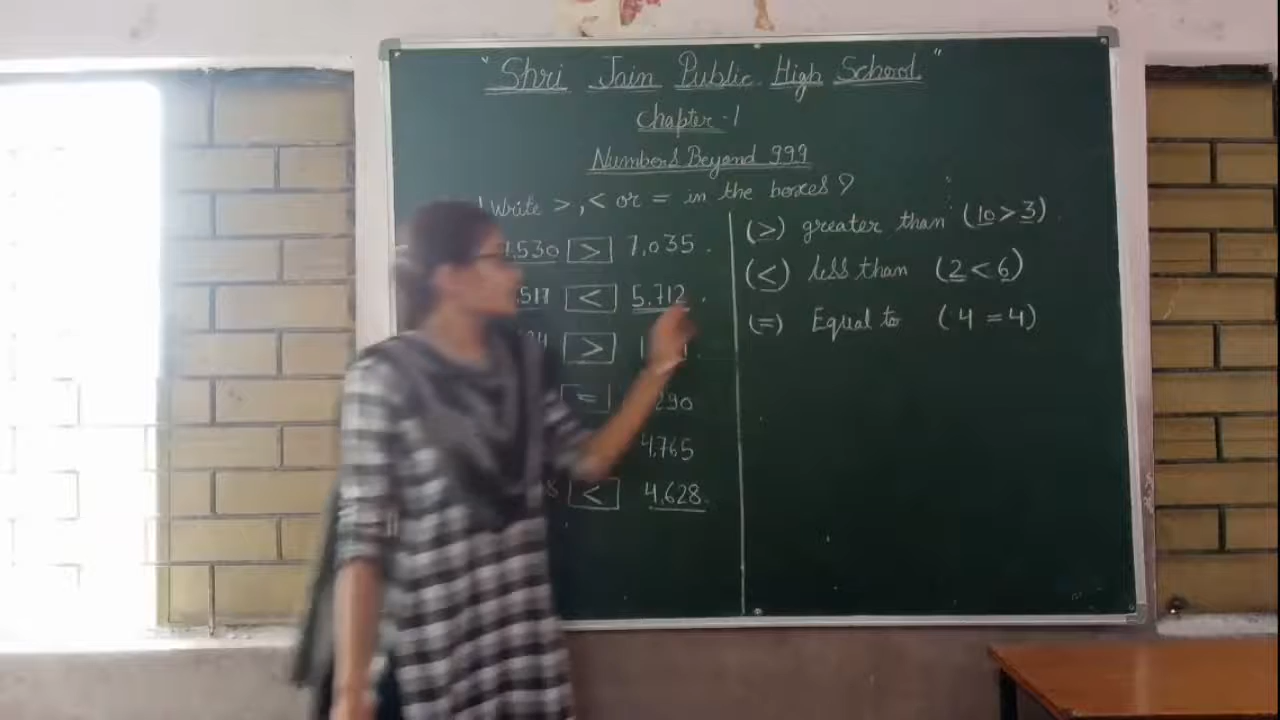 "Shri Jain Public High School"
Chapter - 1
Numbers Beyond 999
Write >, < or = in the boxes ?
,530 > 7,035.
,517 < 5,712.
>
= 290
4,765
8 < 4,628.
(>) greater than (10 > 3)
(<) less than (2 < 6)
(=) Equal to (4 = 4)